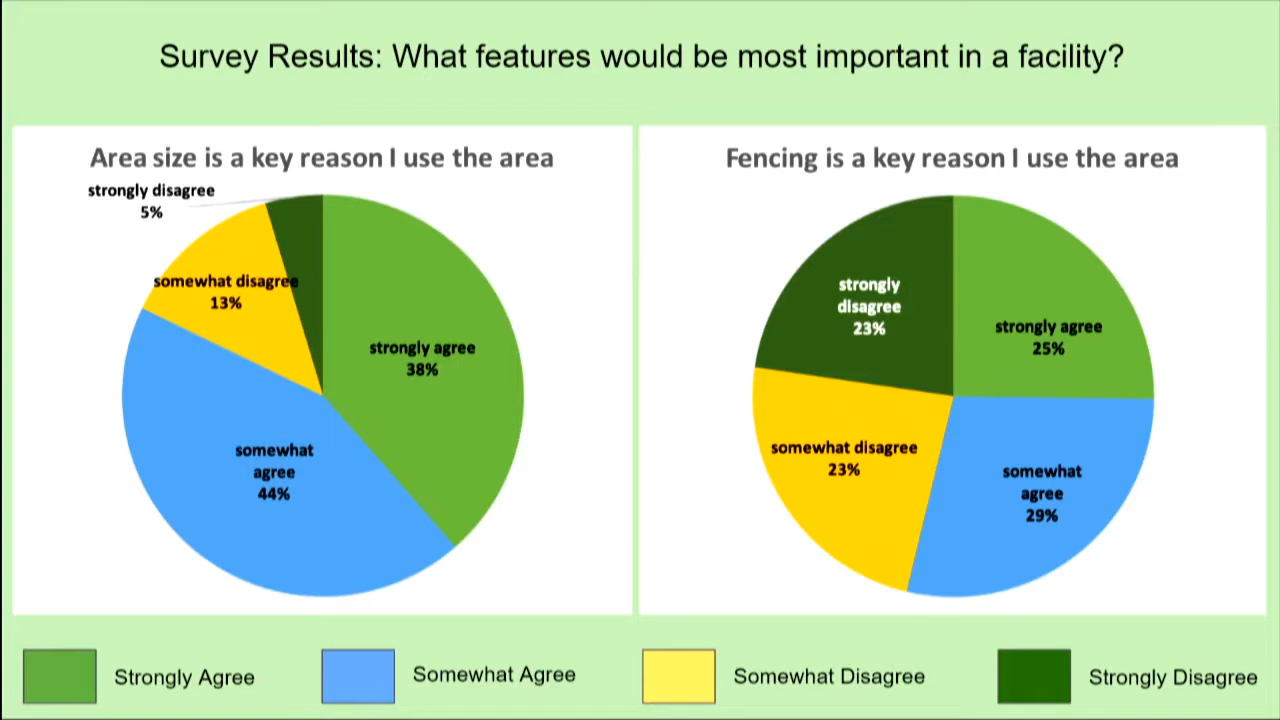 Survey Results: What features would be most important in a facility?
Area size is a key reason I use the area
strongly disagree
5%
somewhat disagree
13%
strongly agree
38%
somewhat
agree
44%
Fencing is a key reason I use the area
strongly
disagree
23%
strongly agree
25%
somewhat disagree
23%
somewhat
agree
29%
Strongly Agree
Somewhat Agree
Somewhat Disagree
Strongly Disagree